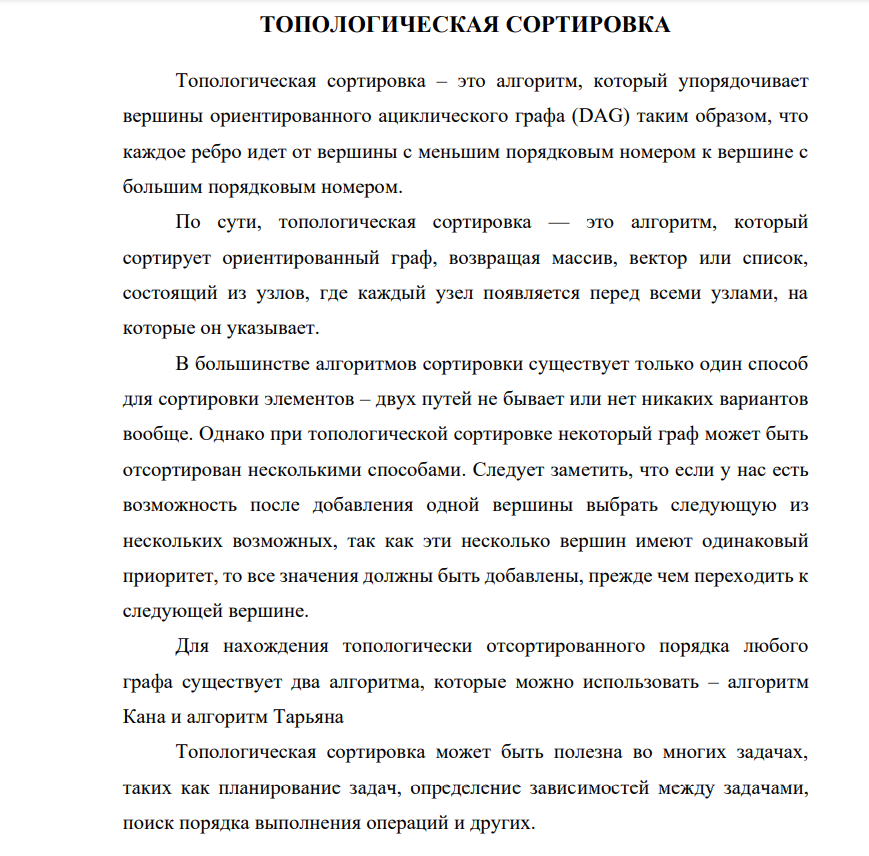 ТОПОЛОГИЧЕСКАЯ СОРТИРОВКА
Топологическая сортировка – это алгоритм, который упорядочивает
вершины ориентированного ациклического графа (DAG) таким образом, что
каждое ребро идет от вершины с меньшим порядковым номером к вершине с
большим порядковым номером.
По сути, топологическая сортировка — это алгоритм, который
сортирует ориентированный граф, возвращая массив, вектор или список,
состоящий из узлов, где каждый узел появляется перед всеми узлами, на
которые он указывает.
В большинстве алгоритмов сортировки существует только один способ
для сортировки элементов – двух путей не бывает или нет никаких вариантов
вообще. Однако при топологической сортировке некоторый граф может быть
отсортирован несколькими способами. Следует заметить, что если у нас есть
возможность после добавления одной вершины выбрать следующую из
нескольких возможных, так как эти несколько вершин имеют одинаковый
приоритет, то все значения должны быть добавлены, прежде чем переходить к
следующей вершине.
Для нахождения топологически отсортированного порядка любого
графа существует два алгоритма, которые можно использовать – алгоритм
Кана и алгоритм Тарьяна
Топологическая сортировка может быть полезна во многих задачах,
таких как планирование задач, определение зависимостей между задачами,
поиск порядка выполнения операций и других.